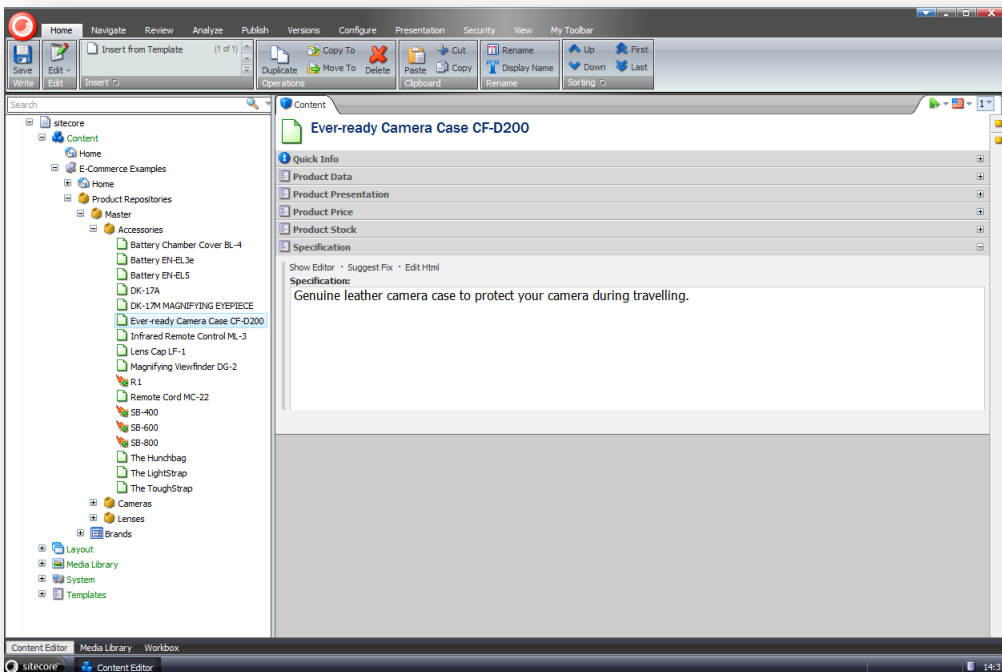 Home Navigate Review Analyze Publish Versions Configure Presentation Security View My Toolbar
Save
Write
Edit
Edit
Insert from Template (1 of 1)
Insert
Duplicate
Copy To
Move To
Delete
Operations
Paste
Cut
Copy
Clipboard
Rename
Display Name
Rename
Up
Down
First
Last
Sorting
Search
sitecore
Content
Home
E-Commerce Examples
Home
Product Repositories
Master
Accessories
Battery Chamber Cover BL-4
Battery EN-EL3e
Battery EN-EL5
DK-17A
DK-17M MAGNIFYING EYEPIECE
Ever-ready Camera Case CF-D200
Infrared Remote Control ML-3
Lens Cap LF-1
Magnifying Viewfinder DG-2
R1
Remote Cord MC-22
SB-400
SB-600
SB-800
The Hunchbag
The LightStrap
The ToughStrap
Cameras
Lenses
Brands
Layout
Media Library
System
Templates
Content
1
Ever-ready Camera Case CF-D200
Quick Info
Product Data
Product Presentation
Product Price
Product Stock
Specification
Show Editor · Suggest Fix · Edit Html
Specification:
Genuine leather camera case to protect your camera during travelling.
Content Editor Media Library Workbox
sitecore Content Editor 14:3